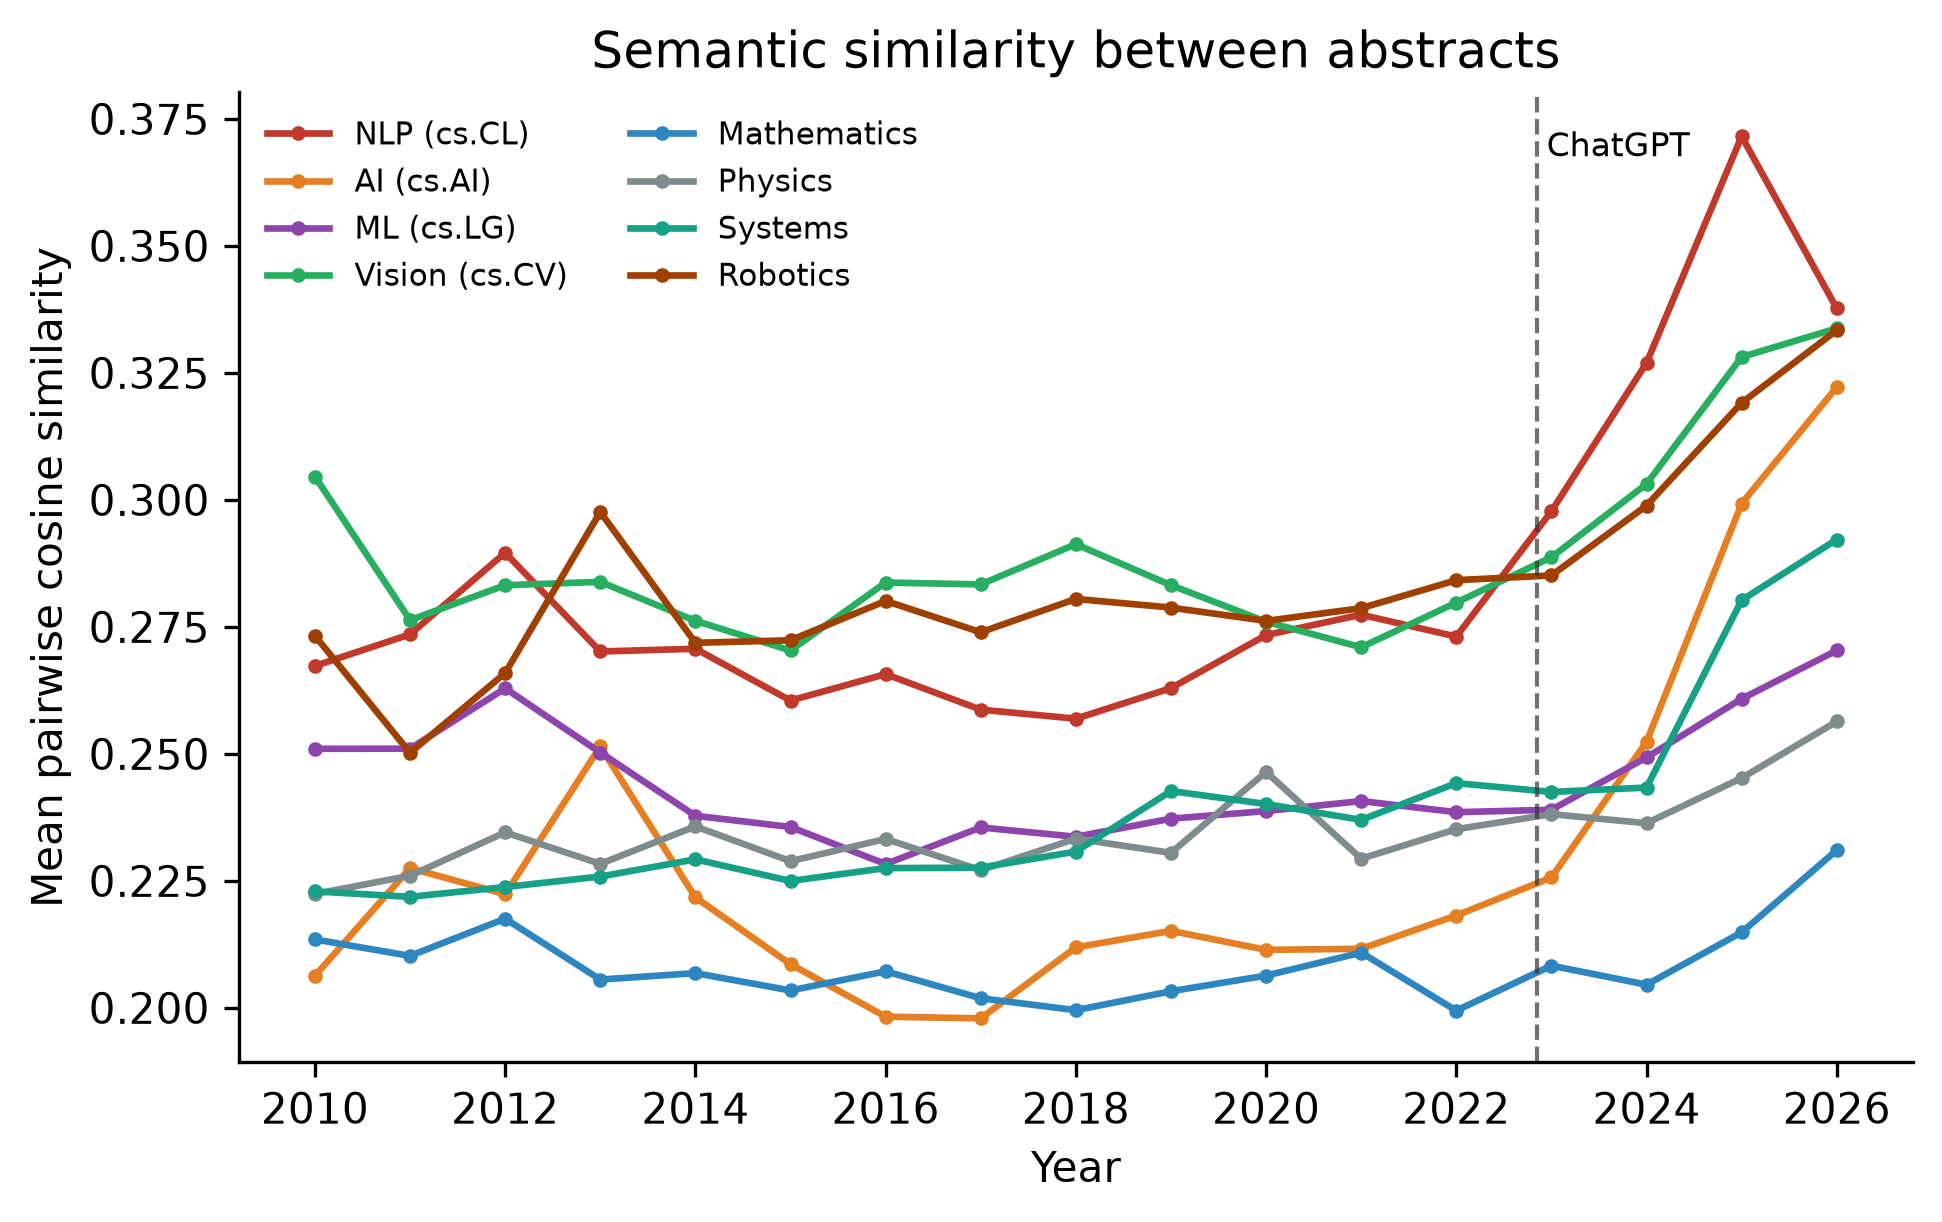 Semantic similarity between abstracts
Mean pairwise cosine similarity
0.375
0.350
0.325
0.300
0.275
0.250
0.225
0.200
NLP (cs.CL)
AI (cs.AI)
ML (cs.LG)
Vision (cs.CV)
Mathematics
Physics
Systems
Robotics
ChatGPT
2010 2012 2014 2016 2018 2020 2022 2024 2026
Year